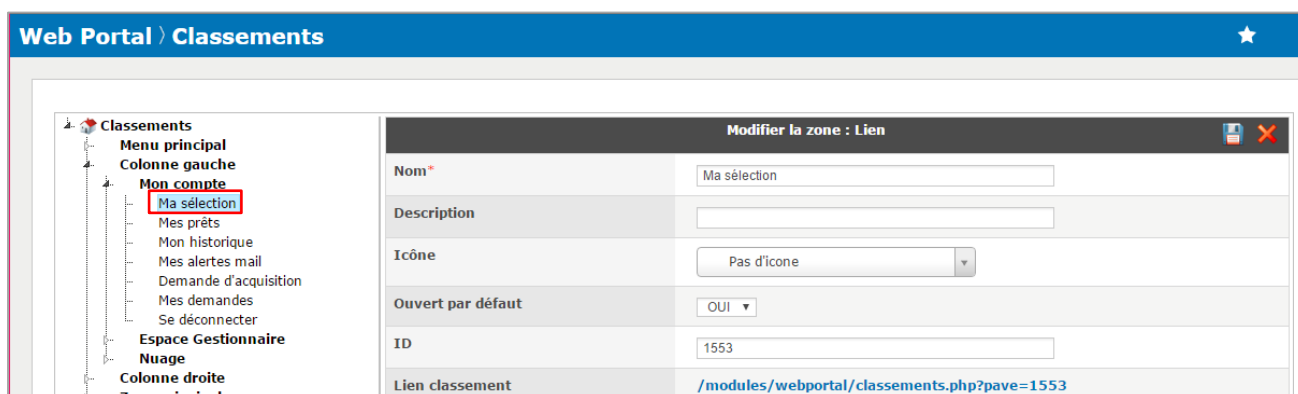 Web Portal 〉Classements
Classements
Menu principal
Colonne gauche
Mon compte
Ma sélection
Mes prêts
Mon historique
Mes alertes mail
Demande d'acquisition
Mes demandes
Se déconnecter
Espace Gestionnaire
Nuage
Colonne droite
Modifier la zone : Lien
Nom* Ma sélection
Description
Icône Pas d'icone
Ouvert par défaut OUI
ID 1553
Lien classement /modules/webportal/classements.php?pave=1553